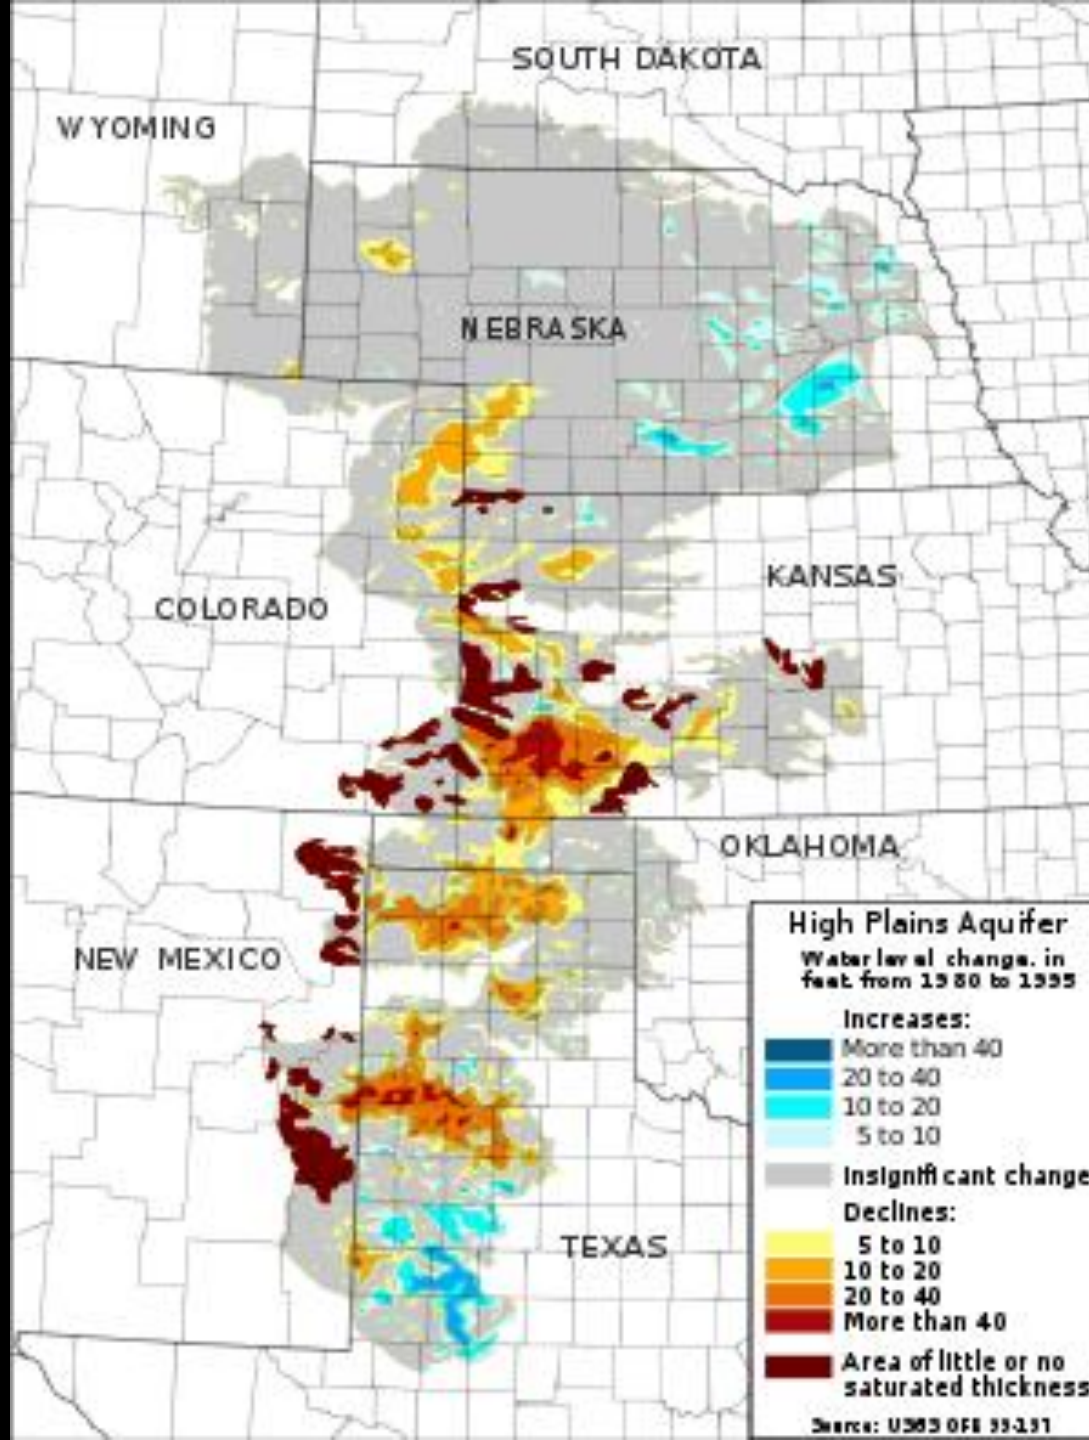 SOUTH DAKOTA
WYOMING
NEBRASKA
KANSAS
COLORADO
OKLAHOMA
NEW MEXICO
TEXAS
High Plains Aquifer
Water level change, in
feet, from 1980 to 1995
Increases:
More than 40
20 to 40
10 to 20
5 to 10
Insignificant change
Declines:
5 to 10
10 to 20
20 to 40
More than 40
Area of little or no
saturated thickness
Source: USGS OFR